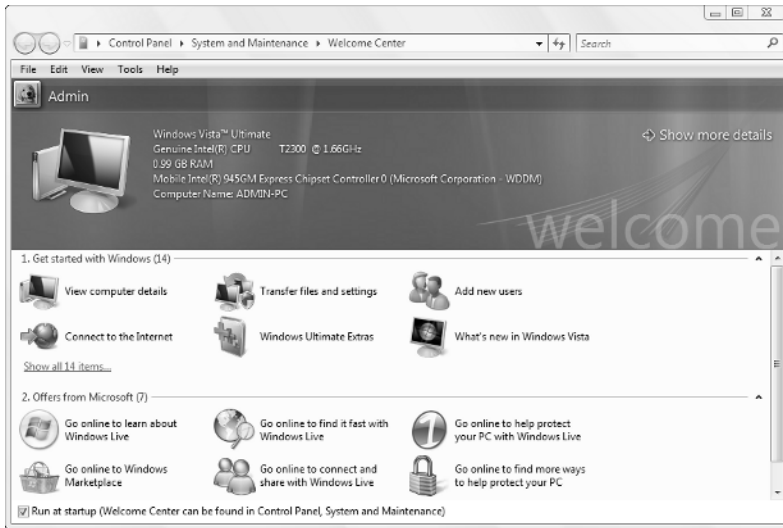 Control Panel ▸ System and Maintenance ▸ Welcome Center
Search
File Edit View Tools Help
Admin
Windows Vista™ Ultimate
Genuine Intel(R) CPU T2300 @ 1.66GHz
0.99 GB RAM
Mobile Intel(R) 945GM Express Chipset Controller 0 (Microsoft Corporation - WDDM)
Computer Name: ADMIN-PC
Show more details
welcome
1. Get started with Windows (14)
View computer details
Transfer files and settings
Add new users
Connect to the Internet
Windows Ultimate Extras
What's new in Windows Vista
Show all 14 items...
2. Offers from Microsoft (7)
Go online to learn about
Windows Live
Go online to find it fast with
Windows Live
Go online to help protect
your PC with Windows Live
Go online to Windows
Marketplace
Go online to connect and
share with Windows Live
Go online to find more ways
to help protect your PC
Run at startup (Welcome Center can be found in Control Panel, System and Maintenance)